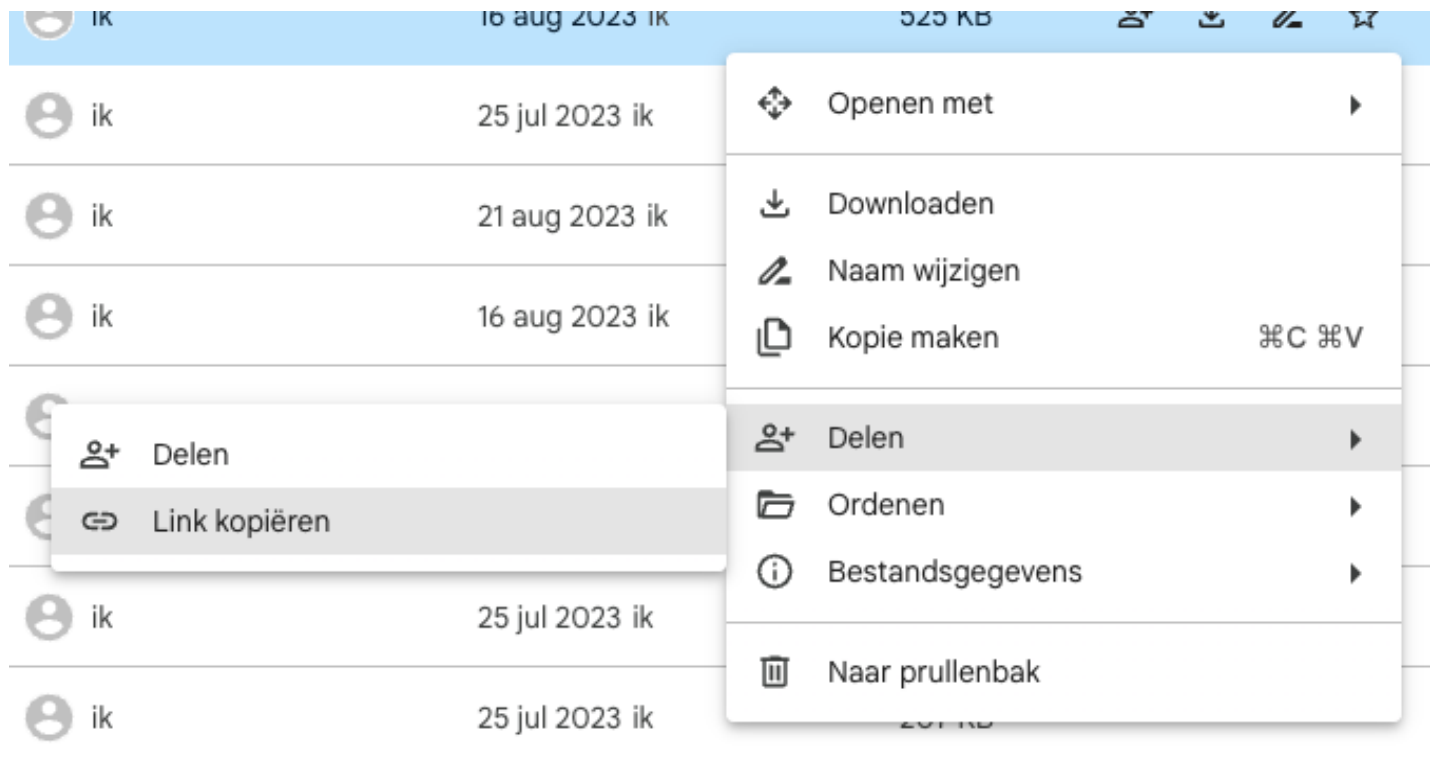 ik 16 aug 2023 ik 525 KB
ik 25 jul 2023 ik
Openen met
ik 21 aug 2023 ik
Downloaden
Naam wijzigen
ik 16 aug 2023 ik
Kopie maken ⌘C ⌘V
Delen
Delen
Link kopiëren
Ordenen
Bestandsgegevens
ik 25 jul 2023 ik
Naar prullenbak
ik 25 jul 2023 ik